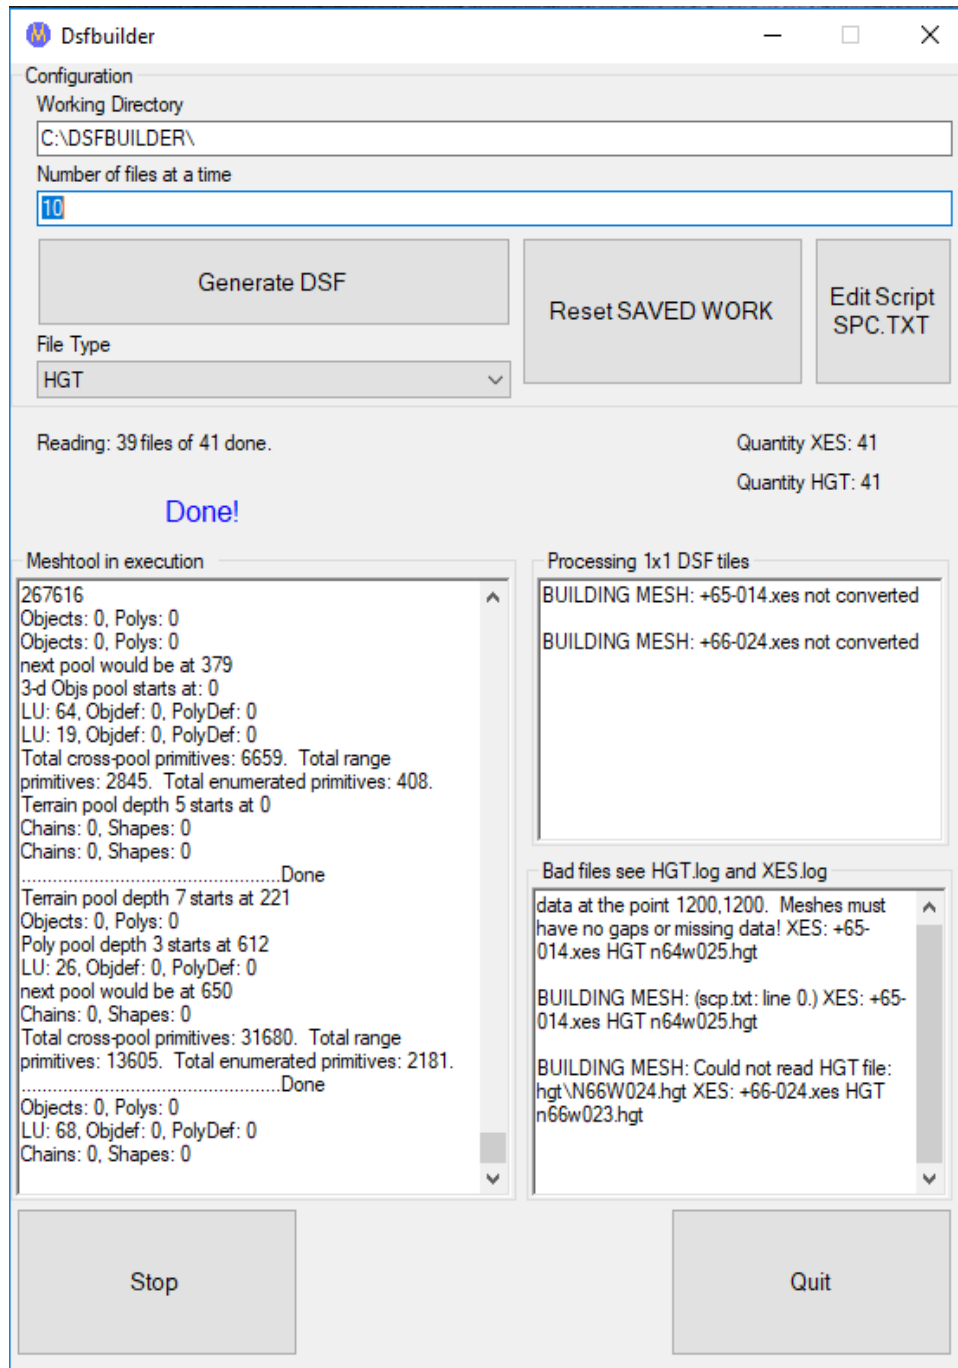 Dsfbuilder
Configuration
Working Directory
C:\DSFBUILDER\
Number of files at a time
10
Generate DSF
Reset SAVED WORK
Edit Script
SPC.TXT
File Type
HGT
Reading: 39 files of 41 done.
Quantity XES: 41
Quantity HGT: 41
Done!
Meshtool in execution
267616
Objects: 0, Polys: 0
Objects: 0, Polys: 0
next pool would be at 379
3-d Objs pool starts at: 0
LU: 64, Objdef: 0, PolyDef: 0
LU: 19, Objdef: 0, PolyDef: 0
Total cross-pool primitives: 6659.  Total range
primitives: 2845.  Total enumerated primitives: 408.
Terrain pool depth 5 starts at 0
Chains: 0, Shapes: 0
Chains: 0, Shapes: 0
..................................................Done
Terrain pool depth 7 starts at 221
Objects: 0, Polys: 0
Poly pool depth 3 starts at 612
LU: 26, Objdef: 0, PolyDef: 0
next pool would be at 650
Chains: 0, Shapes: 0
Total cross-pool primitives: 31680.  Total range
primitives: 13605.  Total enumerated primitives: 2181.
..................................................Done
Objects: 0, Polys: 0
LU: 68, Objdef: 0, PolyDef: 0
Chains: 0, Shapes: 0
Processing 1x1 DSF tiles
BUILDING MESH: +65-014.xes not converted
BUILDING MESH: +66-024.xes not converted
Bad files see HGT.log and XES.log
data at the point 1200,1200.  Meshes must
have no gaps or missing data! XES: +65-
014.xes HGT n64w025.hgt
BUILDING MESH: (scp.txt: line 0.) XES: +65-
014.xes HGT n64w025.hgt
BUILDING MESH: Could not read HGT file:
hgt\N66W024.hgt XES: +66-024.xes HGT
n66w023.hgt
Stop
Quit